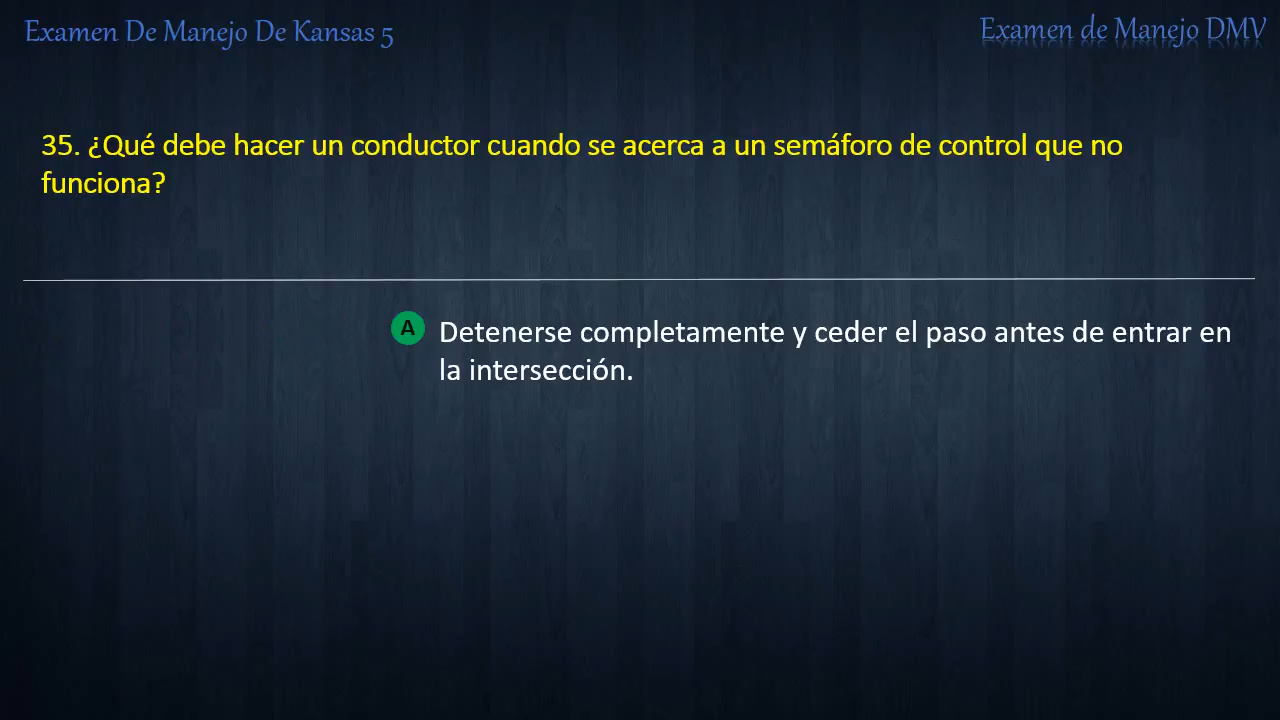 Examen De Manejo De Kansas 5
Examen de Manejo DMV
35. ¿Qué debe hacer un conductor cuando se acerca a un semáforo de control que no
funciona?
A Detenerse completamente y ceder el paso antes de entrar en
la intersección.